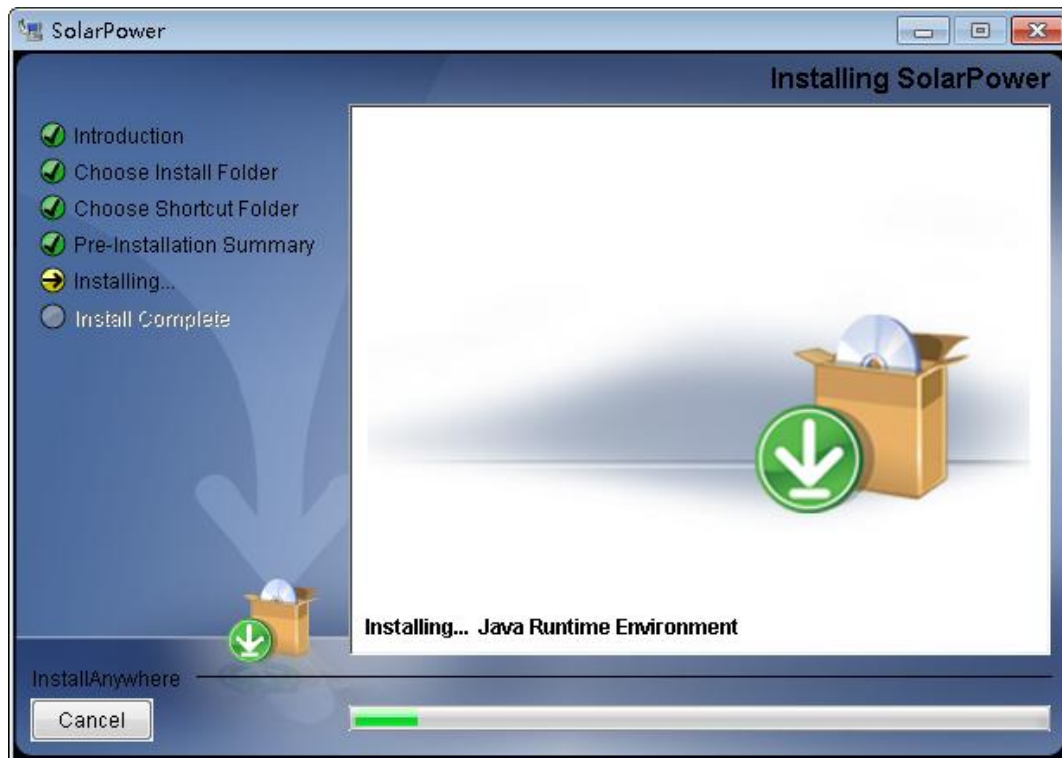 SolarPower
Installing SolarPower
Introduction
Choose Install Folder
Choose Shortcut Folder
Pre-Installation Summary
Installing...
Install Complete
Installing... Java Runtime Environment
InstallAnywhere
Cancel